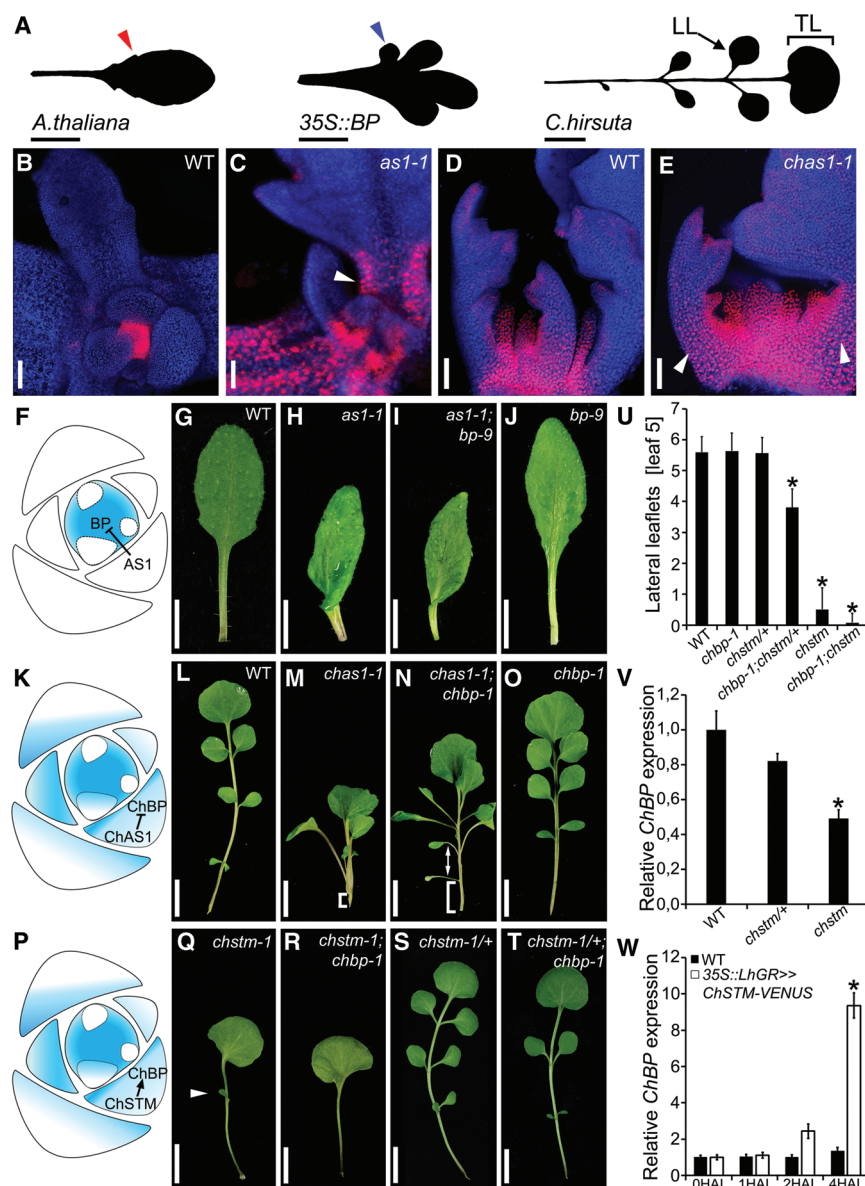 A
LL
TL
A.thaliana
35S::BP
C.hirsuta
B
WT
C
as1-1
D
WT
E
chas1-1
F
BP
AS1
G
WT
H
as1-1
I
as1-1;
bp-9
J
bp-9
U
Lateral leaflets [leaf 5]
7
6
5
4
3
2
1
0
*
*
*
WT
chbp-1
chstm/+
chbp-1;chstm/+
chstm
chbp-1;chstm
K
ChBP
ChAS1
L
WT
M
chas1-1
N
chas1-1;
chbp-1
O
chbp-1
V
Relative ChBP expression
1,2
1,0
0,8
0,6
0,4
0,2
0,0
*
WT
chstm/+
chstm
P
ChBP
ChSTM
Q
chstm-1
R
chstm-1;
chbp-1
S
chstm-1/+
T
chstm-1/+;
chbp-1
W
Relative ChBP expression
12
10
8
6
4
2
0
WT
35S::LhGR>>
ChSTM-VENUS
*
0HAI
1HAI
2HAI
4HAI